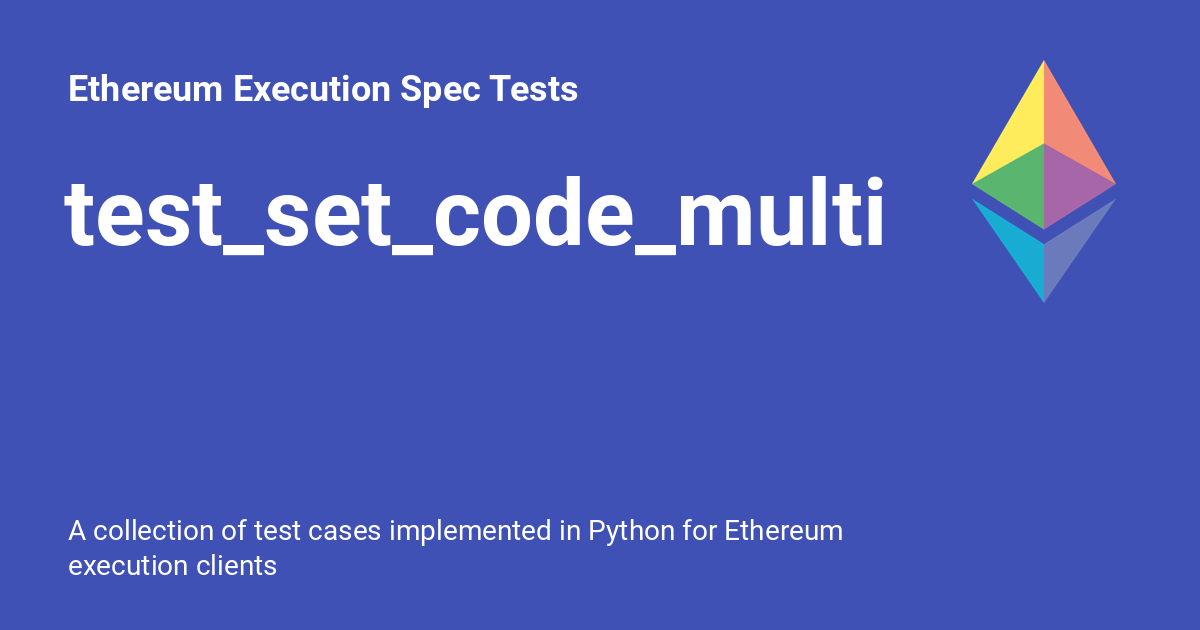 Ethereum Execution Spec Tests
test_set_code_multi
A collection of test cases implemented in Python for Ethereum
execution clients